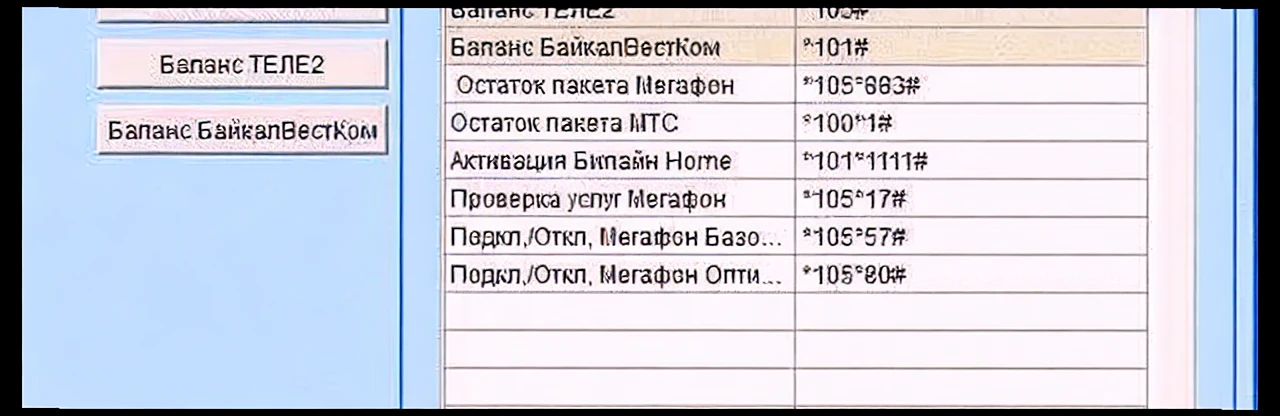 Баланс ТЕЛЕ2
Баланс БайкалВестКом
Баланс ТЕЛЕ2 *105#
Баланс БайкалВестКом *101#
Остаток пакета Мегафон *105*663#
Остаток пакета МТС *100*1#
Активация Билайн Home *101*1111#
Проверка услуг Мегафон *105*17#
Подкл,/Откл, Мегафон Базо... *105*57#
Подкл,/Откл, Мегафон Опти... *105*80#